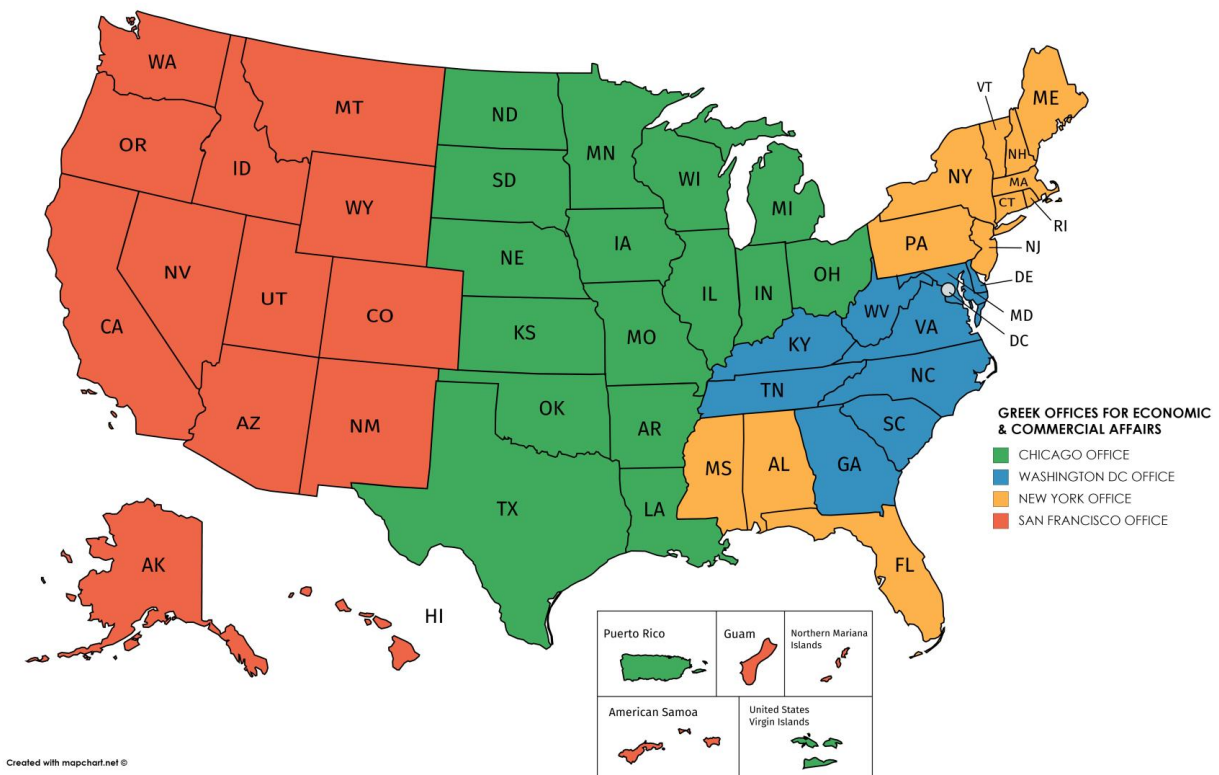 WA
MT
ND
MN
VT
ME
OR
ID
SD
WI
MI
NY
NH
MA
CT
RI
WY
IA
NE
PA
NJ
NV
UT
CO
IL
IN
OH
DE
CA
KS
MO
WV
VA
MD
DC
KY
NC
TN
AZ
NM
OK
AR
SC
MS
AL
GA
TX
LA
FL
AK
HI
GREEK OFFICES FOR ECONOMIC
& COMMERCIAL AFFAIRS
CHICAGO OFFICE
WASHINGTON DC OFFICE
NEW YORK OFFICE
SAN FRANCISCO OFFICE
Puerto Rico
Guam
Northern Mariana
Islands
American Samoa
United States
Virgin Islands
Created with mapchart.net ©